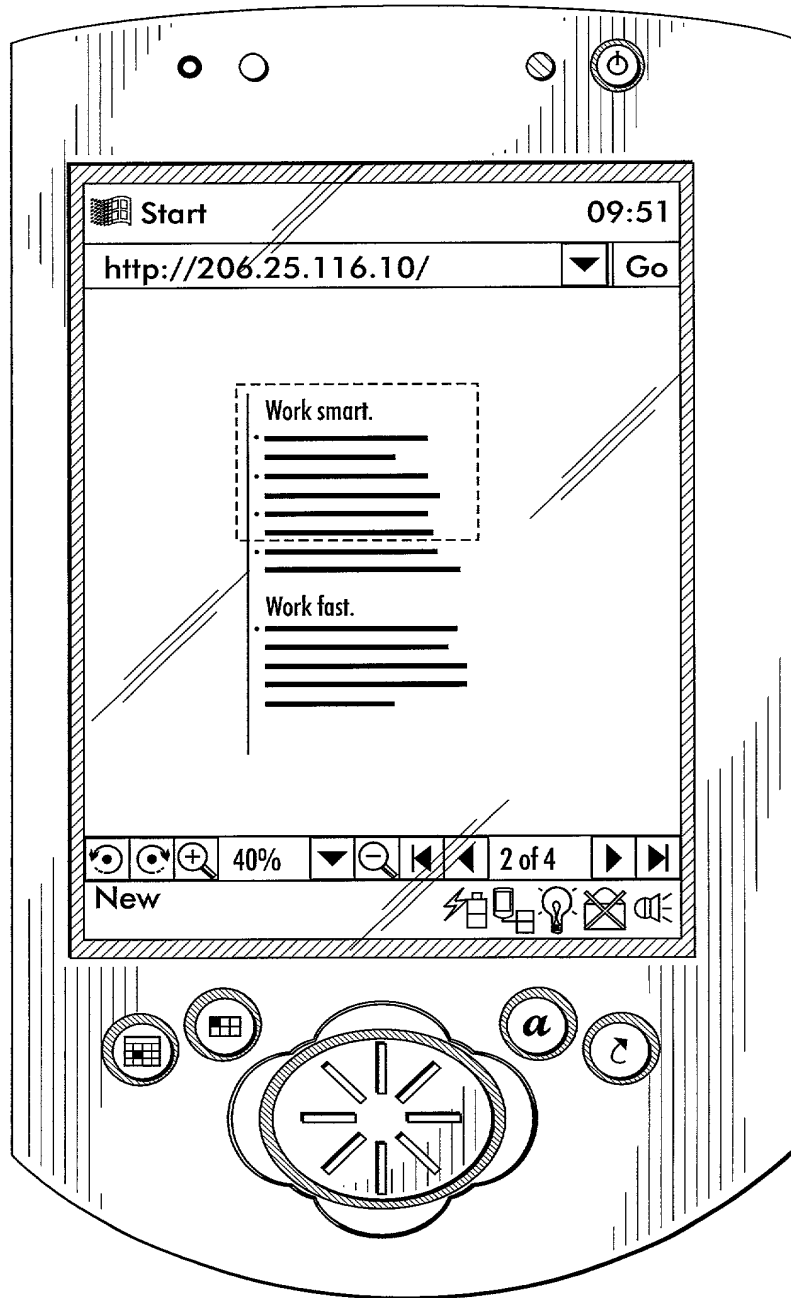 Start 09:51
http://206.25.116.10/ Go
Work smart.
Work fast.
40% 2 of 4
New
a